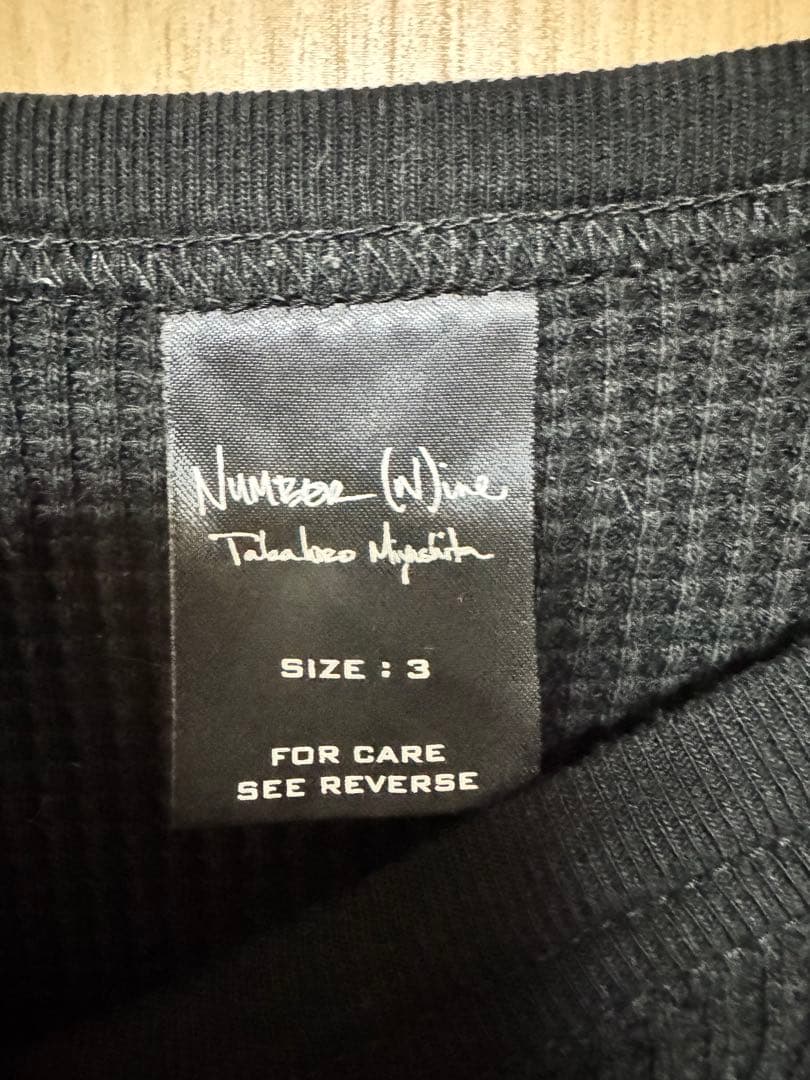 NUMBER (N)ine
Takahiro Miyashita
SIZE : 3
FOR CARE
SEE REVERSE